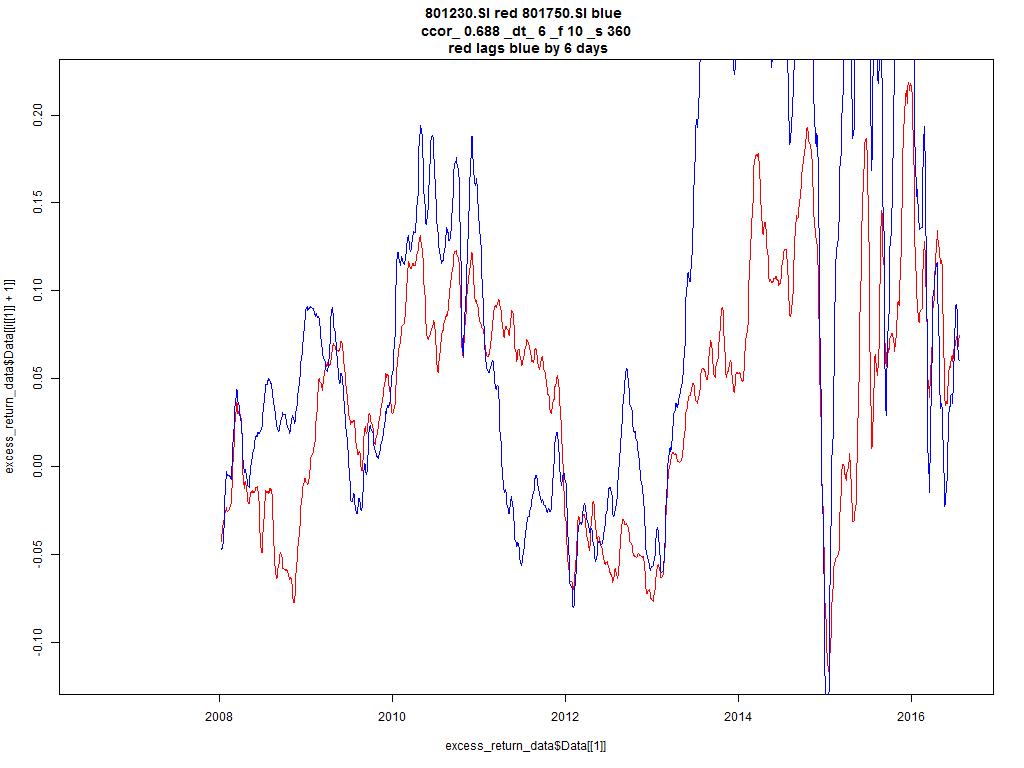 801230.SI red 801750.SI blue
ccor_ 0.688 _dt_ 6 _f 10 _s 360
red lags blue by 6 days
excess_return_data$Data[[i[[1]] + 1]]
0.20
0.15
0.10
0.05
0.00
-0.05
-0.10
2008 2010 2012 2014 2016
excess_return_data$Data[[1]]